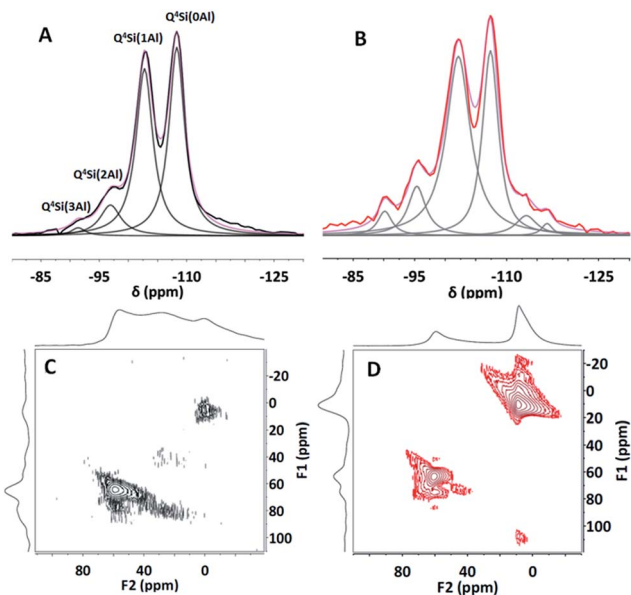 A
Q⁴Si(0Al)
Q⁴Si(1Al)
Q⁴Si(2Al)
Q⁴Si(3Al)
-85 -95 -110 -125
δ (ppm)
B
-85 -95 -110 -125
δ (ppm)
C
-20
0
20
40
60
80
100
F1 (ppm)
80 40 0
F2 (ppm)
D
-20
0
20
40
60
80
100
F1 (ppm)
80 40 0
F2 (ppm)